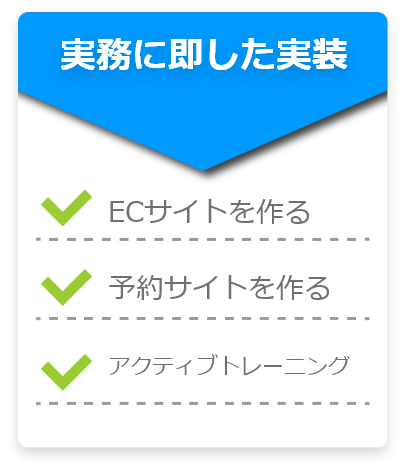 実務に即した実装
ECサイトを作る
予約サイトを作る
アクティブトレーニング